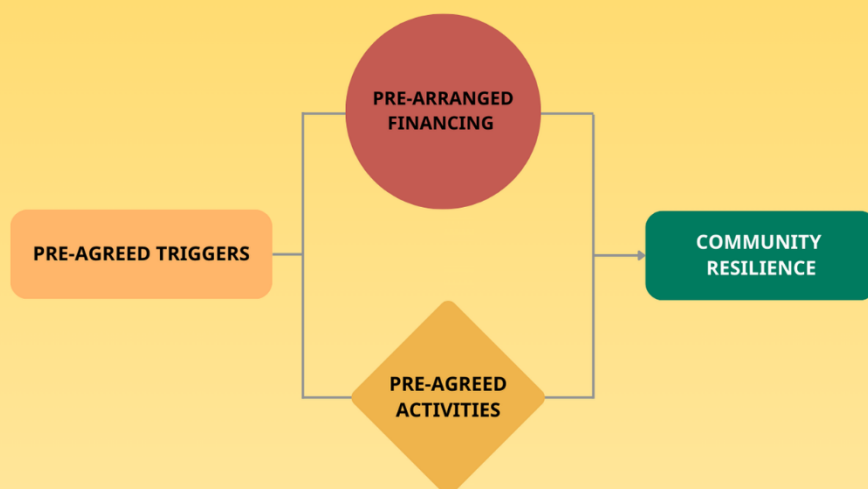 PRE-ARRANGED
FINANCING
PRE-AGREED TRIGGERS
COMMUNITY
RESILIENCE
PRE-AGREED
ACTIVITIES